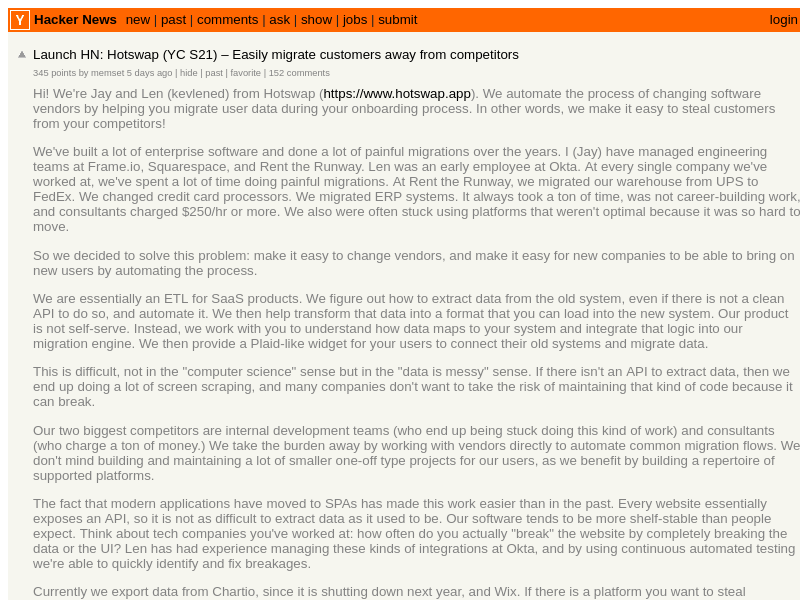 Y Hacker News new | past | comments | ask | show | jobs | submit login
Launch HN: Hotswap (YC S21) – Easily migrate customers away from competitors
345 points by memset 5 days ago | hide | past | favorite | 152 comments
Hi! We're Jay and Len (kevlened) from Hotswap (https://www.hotswap.app). We automate the process of changing software
vendors by helping you migrate user data during your onboarding process. In other words, we make it easy to steal customers
from your competitors!
We've built a lot of enterprise software and done a lot of painful migrations over the years. I (Jay) have managed engineering
teams at Frame.io, Squarespace, and Rent the Runway. Len was an early employee at Okta. At every single company we've
worked at, we've spent a lot of time doing painful migrations. At Rent the Runway, we migrated our warehouse from UPS to
FedEx. We changed credit card processors. We migrated ERP systems. It always took a ton of time, was not career-building work,
and consultants charged $250/hr or more. We also were often stuck using platforms that weren't optimal because it was so hard to
move.
So we decided to solve this problem: make it easy to change vendors, and make it easy for new companies to be able to bring on
new users by automating the process.
We are essentially an ETL for SaaS products. We figure out how to extract data from the old system, even if there is not a clean
API to do so, and automate it. We then help transform that data into a format that you can load into the new system. Our product
is not self-serve. Instead, we work with you to understand how data maps to your system and integrate that logic into our
migration engine. We then provide a Plaid-like widget for your users to connect their old systems and migrate data.
This is difficult, not in the "computer science" sense but in the "data is messy" sense. If there isn't an API to extract data, then we
end up doing a lot of screen scraping, and many companies don't want to take the risk of maintaining that kind of code because it
can break.
Our two biggest competitors are internal development teams (who end up being stuck doing this kind of work) and consultants
(who charge a ton of money.) We take the burden away by working with vendors directly to automate common migration flows. We
don't mind building and maintaining a lot of smaller one-off type projects for our users, as we benefit by building a repertoire of
supported platforms.
The fact that modern applications have moved to SPAs has made this work easier than in the past. Every website essentially
exposes an API, so it is not as difficult to extract data as it used to be. Our software tends to be more shelf-stable than people
expect. Think about tech companies you've worked at: how often do you actually "break" the website by completely breaking the
data or the UI? Len has had experience managing these kinds of integrations at Okta, and by using continuous automated testing
we're able to quickly identify and fix breakages.
Currently we export data from Chartio, since it is shutting down next year, and Wix. If there is a platform you want to steal